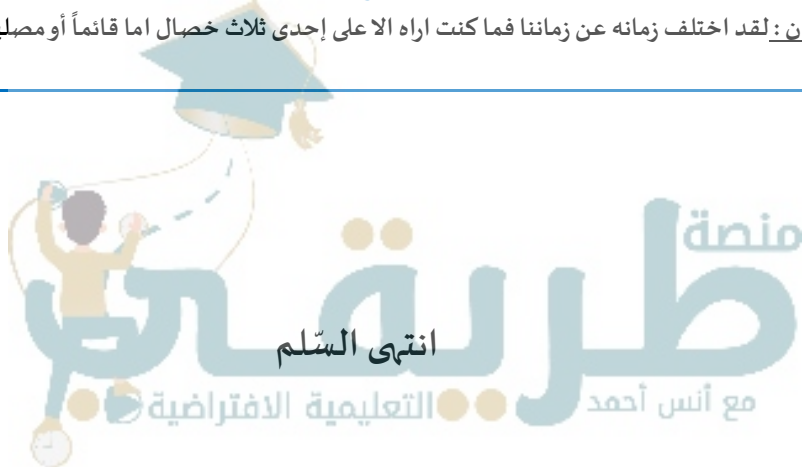 ن : لقد اختلف زمانه عن زماننا فما كنت اراه الا على إحدى ثلاث خصال اما قائماً أو مصلي
منصة
طريقي
انتهى السّلم
مع أنس أحمد
التعليمية الافتراضية